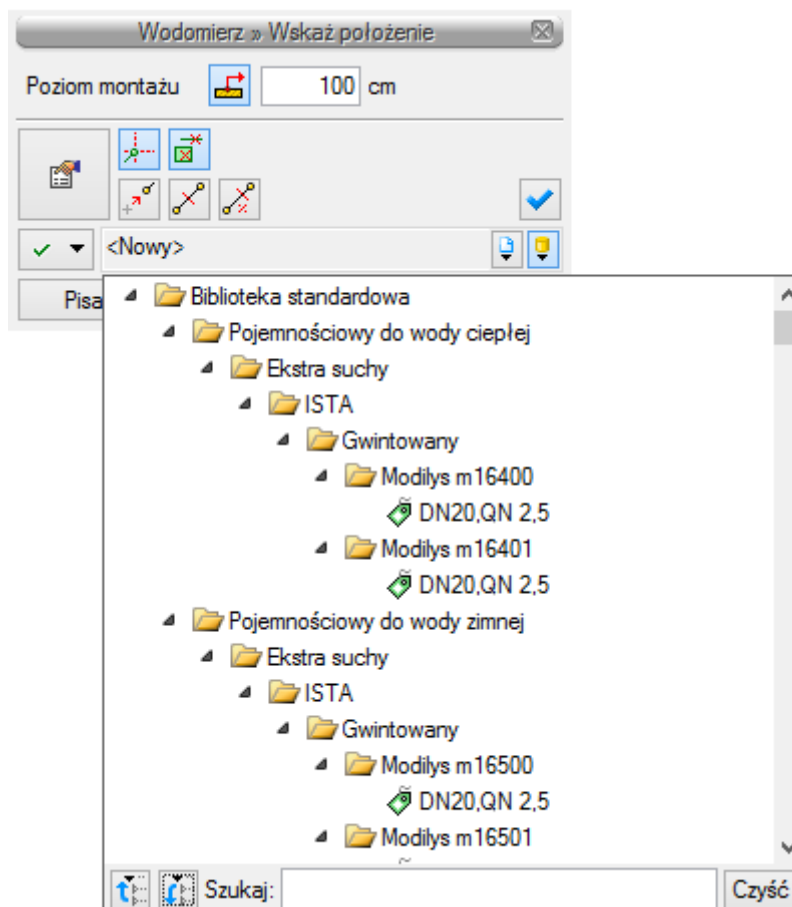 Wodomierz » Wskaż położenie
Poziom montażu 100 cm
<Nowy>
Pisa
Biblioteka standardowa
Pojemnościowy do wody ciepłej
Ekstra suchy
ISTA
Gwintowany
Modilys m16400
DN20,QN 2,5
Modilys m16401
DN20,QN 2,5
Pojemnościowy do wody zimnej
Ekstra suchy
ISTA
Gwintowany
Modilys m16500
DN20,QN 2,5
Modilys m16501
Szukaj: Czyść